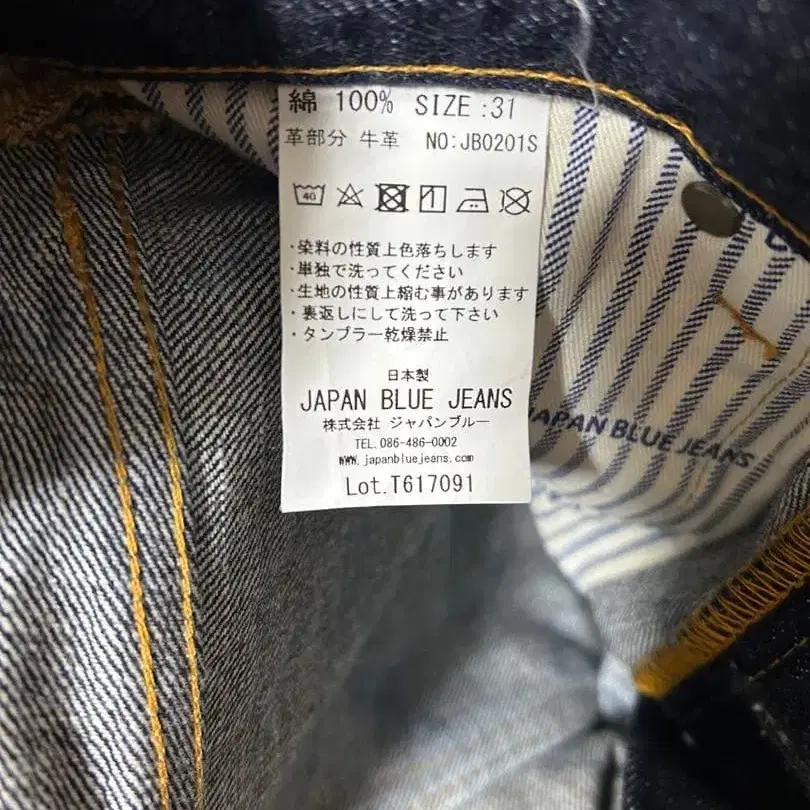 綿 100% SIZE :31
革部分 牛革 NO:JB0201S
40
・染料の性質上色落ちします
・単独で洗ってください
・生地の性質上縮む事があります
・裏返しにして洗って下さい
・タンブラー乾燥禁止
日本製
JAPAN BLUE JEANS
株式会社 ジャパンブルー
TEL.086-486-0002
www.japanbluejeans.com
Lot.T617091
JAPAN BLUE JEANS